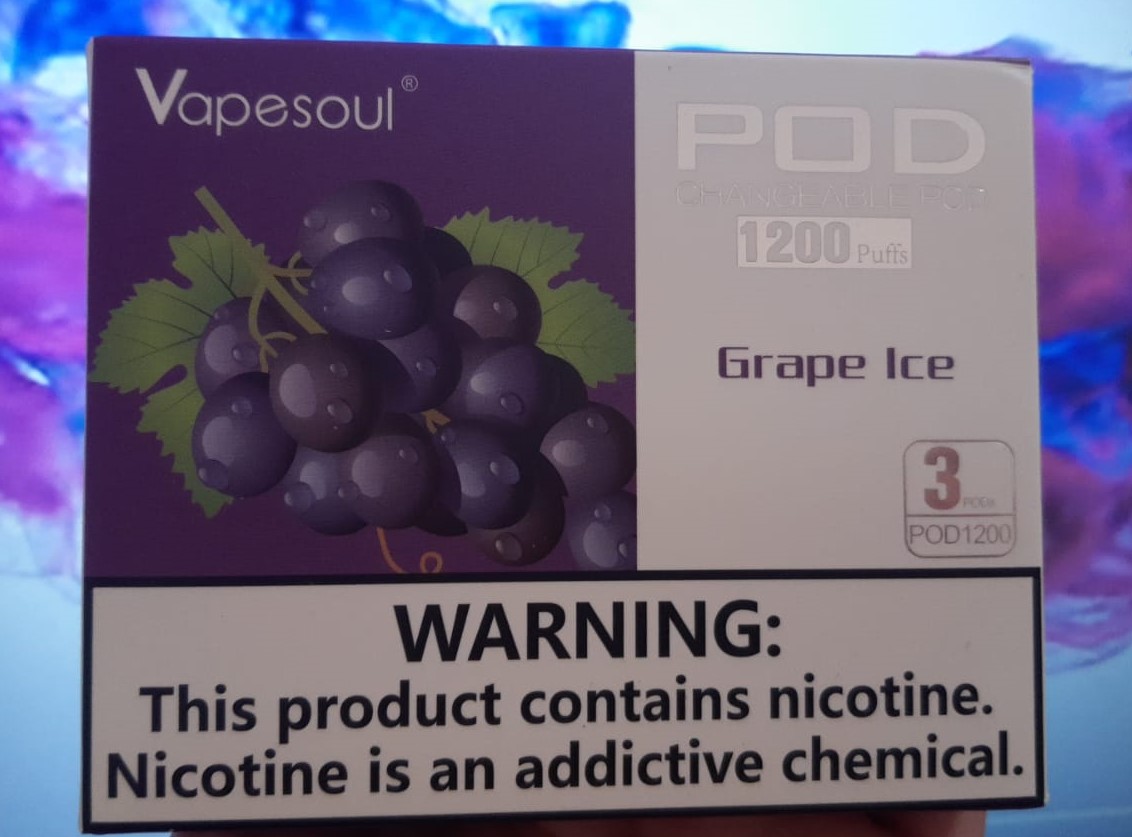 Vapesoul®
POD
CHANGEABLE POD
1200 Puffs
Grape Ice
3 PODs
POD1200
WARNING:
This product contains nicotine.
Nicotine is an addictive chemical.